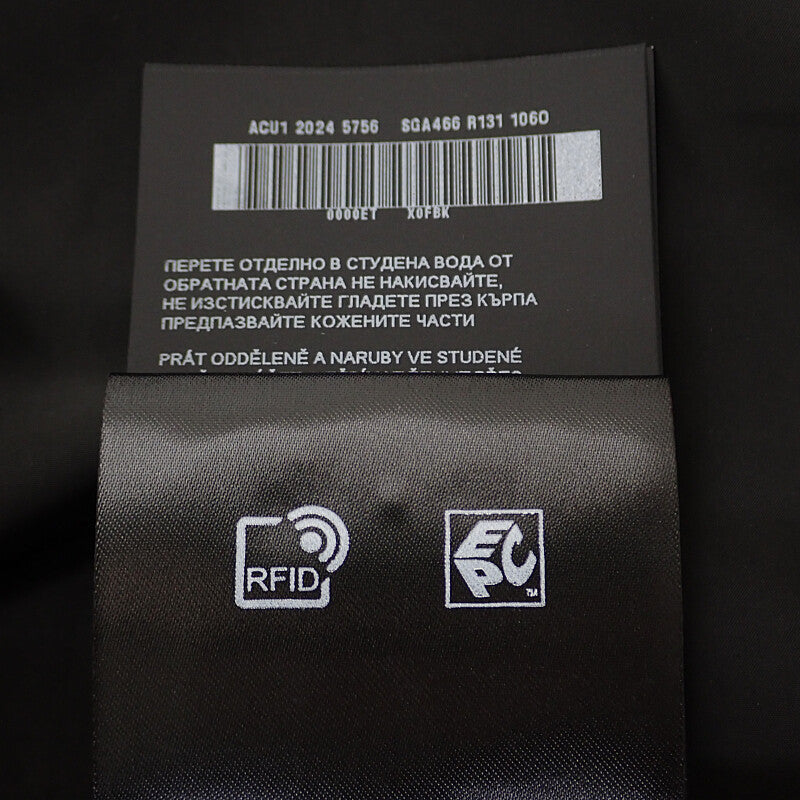 ACU1 2024 5756 SGA466 R131 1060
0000ET X0FBK
ПЕРЕТЕ ОТДЕЛНО В СТУДЕНА ВОДА ОТ
ОБРАТНАТА СТРАНА НЕ НАКИСВАЙТЕ,
НЕ ИЗСТИСКВАЙТЕ ГЛАДЕТЕ ПРЕЗ КЪРПА
ПРЕДПАЗВАЙТЕ КОЖЕНИТЕ ЧАСТИ
PRÁT ODDĚLENĚ A NARUBY VE STUDENÉ
RFID
EPC
TM